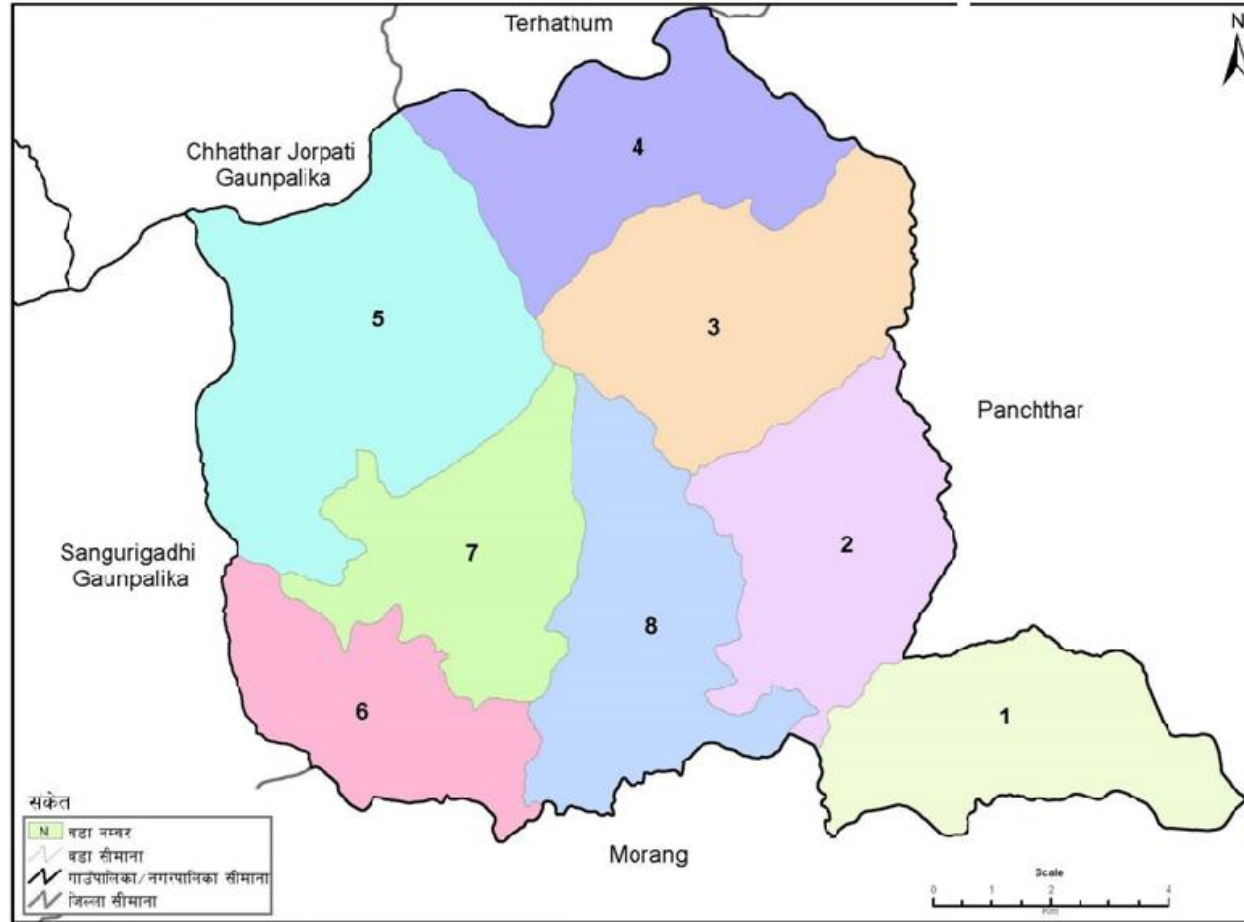 Terhathum
N
Chhathar Jorpati
Gaunpalika
4
5
3
Panchthar
Sangurigadhi
Gaunpalika
7
2
8
6
1
Morang
संकेत
N वडा नम्बर
वडा सीमाना
गाउँपालिका/नगरपालिका सीमाना
जिल्ला सीमाना
Scale
0 1 2 4
Km